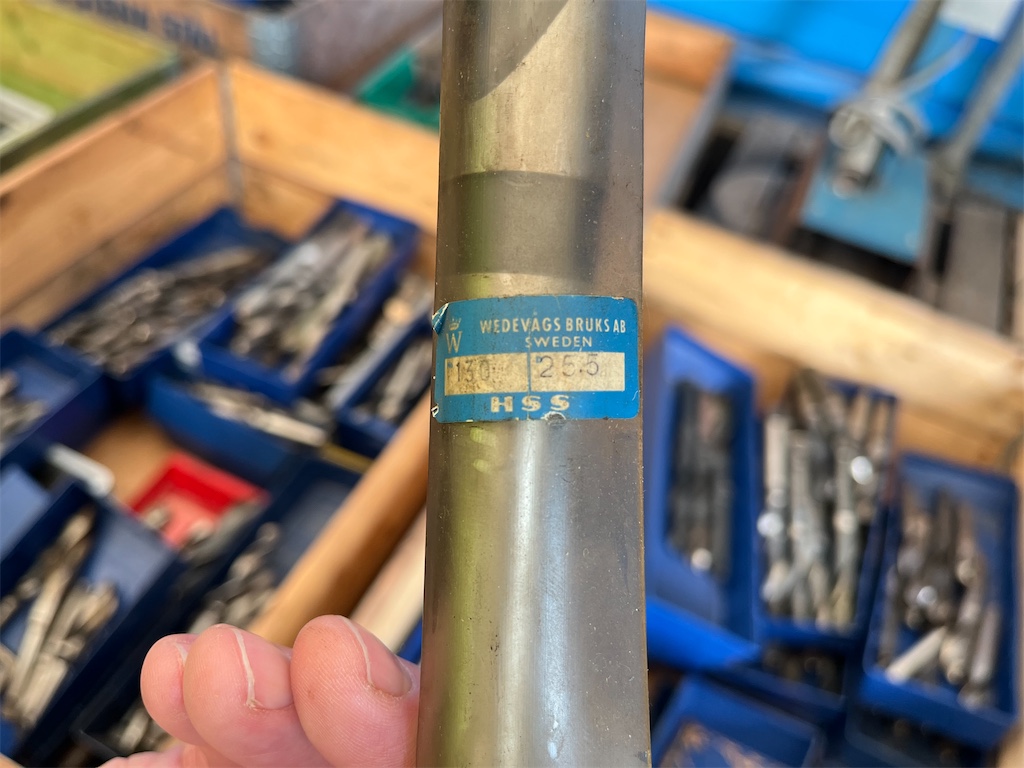 WEDEVÅGS BRUKS AB
W
SWEDEN
130 25.5
HSS